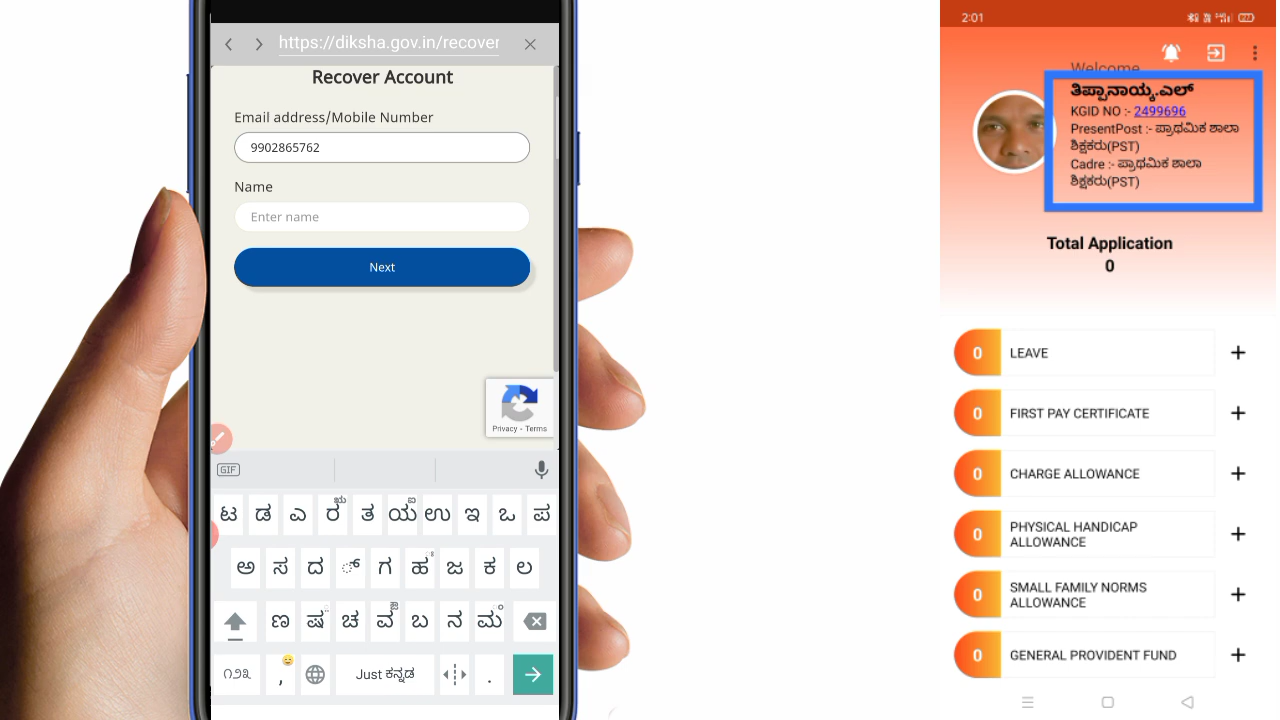 https://diksha.gov.in/recover
Recover Account
Email address/Mobile Number
9902865762
Name
Enter name
Next
Privacy - Terms
GIF
ಟ ಡ ಎ ರ ಋ ತ ಯ ಐ ಉ ಇ ಒ ಪ
ಅ ಸ ದ ್ ಗ ಹ ಃ ಜ ಕ ಲ
ಣ ಷ ಚ ವ ಔ ಬ ನ ಮ ಂ
೧೨೩ , Just ಕನ್ನಡ .
2:01
Welcome
ತಿಪ್ಪಾನಾಯ್ಕ.ಎಲ್
KGID NO :- 2499696
PresentPost :- ಪ್ರಾಥಮಿಕ ಶಾಲಾ
ಶಿಕ್ಷಕರು(PST)
Cadre :- ಪ್ರಾಥಮಿಕ ಶಾಲಾ
ಶಿಕ್ಷಕರು(PST)
Total Application
0
0 LEAVE +
0 FIRST PAY CERTIFICATE +
0 CHARGE ALLOWANCE +
0 PHYSICAL HANDICAP
ALLOWANCE +
0 SMALL FAMILY NORMS
ALLOWANCE +
0 GENERAL PROVIDENT FUND +